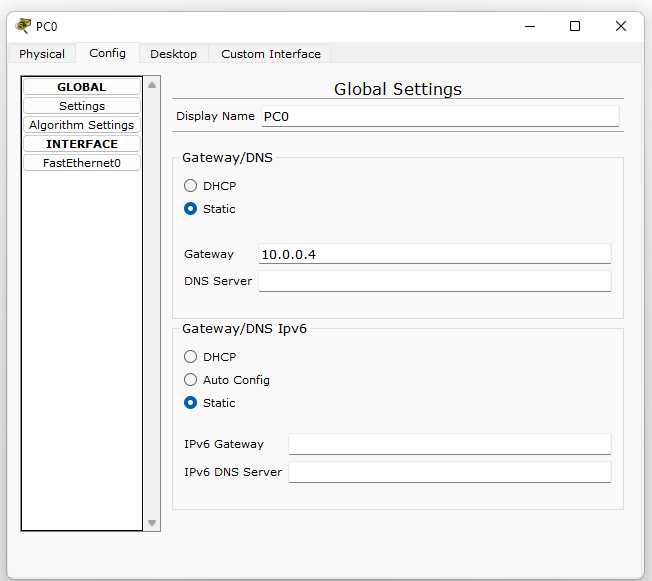 PC0
Physical Config Desktop Custom Interface
GLOBAL
Settings
Algorithm Settings
INTERFACE
FastEthernet0
Global Settings
Display Name PC0
Gateway/DNS
DHCP
Static
Gateway 10.0.0.4
DNS Server
Gateway/DNS Ipv6
DHCP
Auto Config
Static
IPv6 Gateway
IPv6 DNS Server